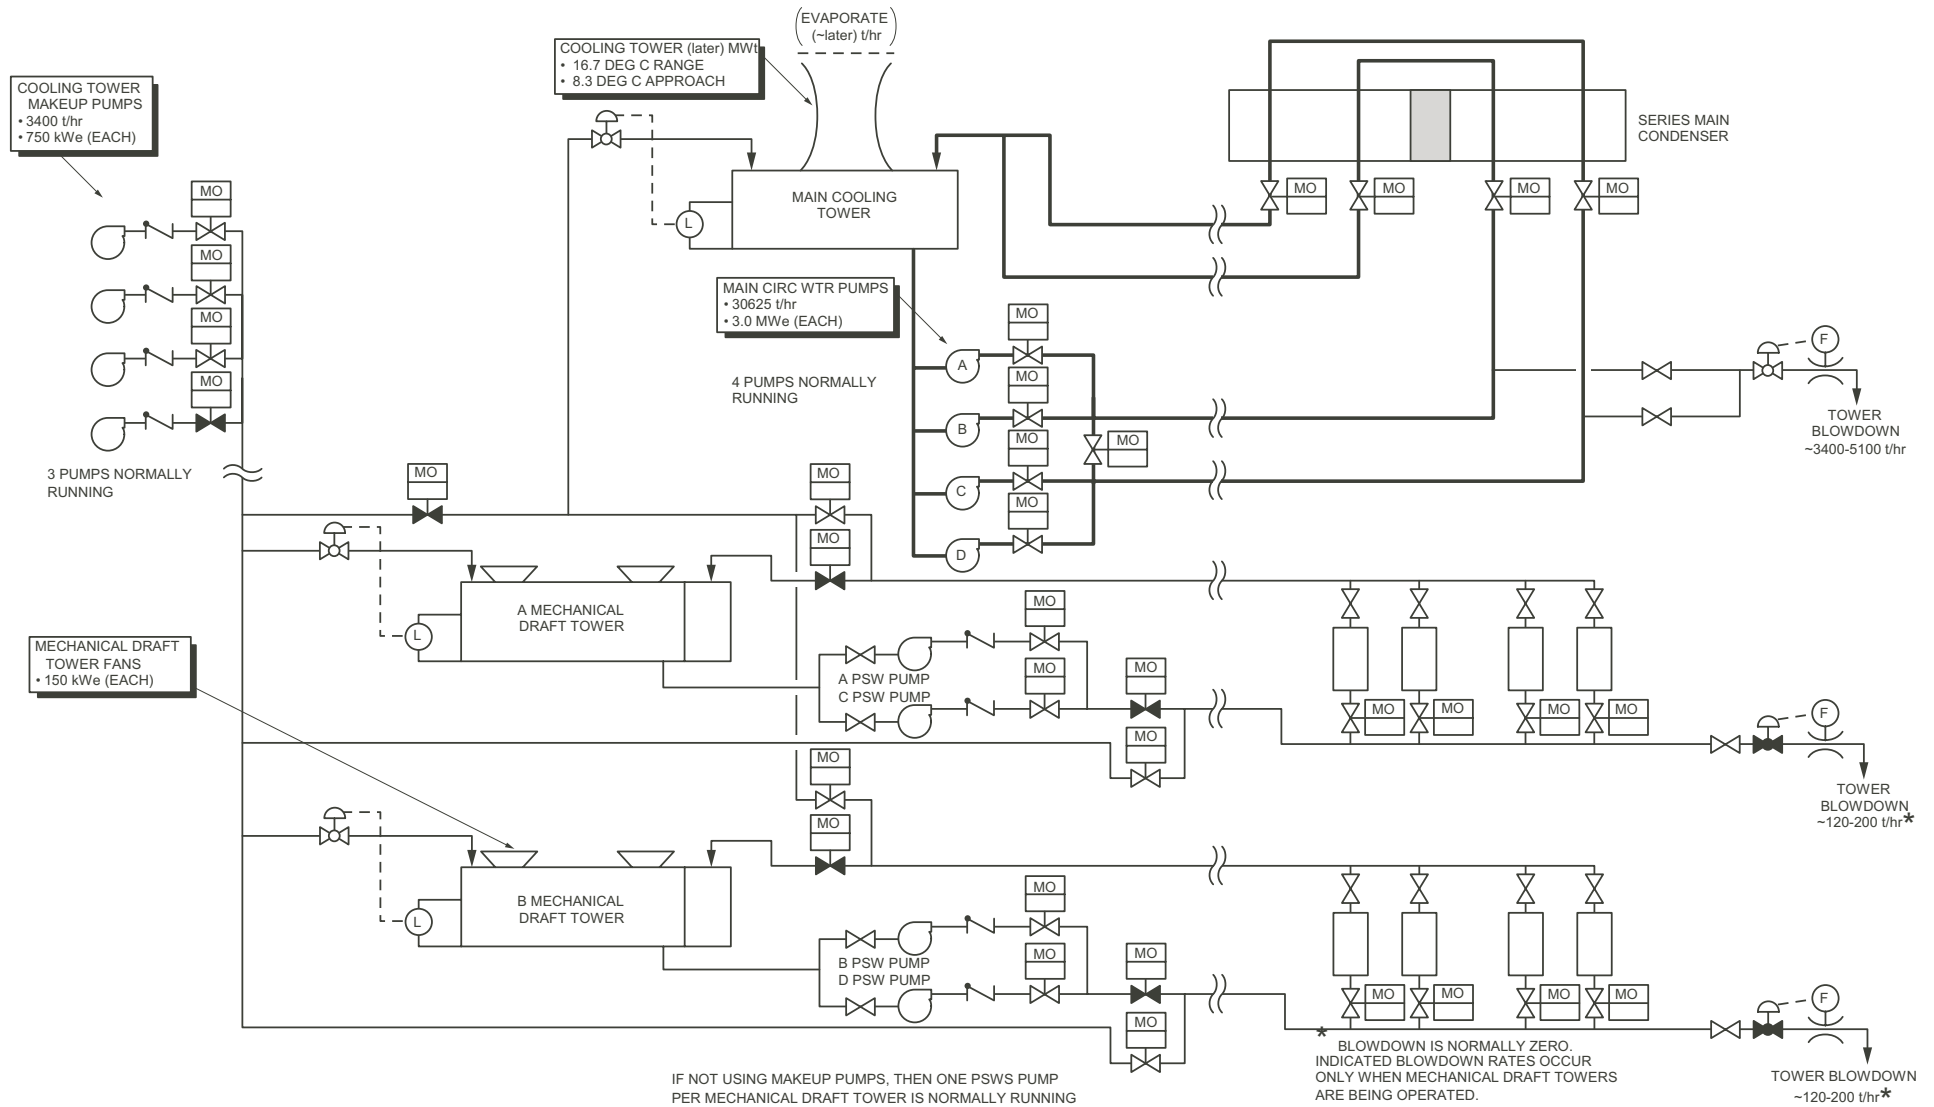 (EVAPORATE
(~later) t/hr)
COOLING TOWER (later) MWt
• 16.7 DEG C RANGE
• 8.3 DEG C APPROACH
COOLING TOWER
MAKEUP PUMPS
• 3400 t/hr
• 750 kWe (EACH)
SERIES MAIN
CONDENSER
MO
MO
MO
MO
MO
MO
MO
MO
L
MAIN COOLING
TOWER
MAIN CIRC WTR PUMPS
• 30625 t/hr
• 3.0 MWe (EACH)
4 PUMPS NORMALLY
RUNNING
MO
A
MO
B
MO
C
MO
D
MO
F
TOWER
BLOWDOWN
~3400-5100 t/hr
3 PUMPS NORMALLY
RUNNING
MO
MO
MO
A MECHANICAL
DRAFT TOWER
L
MECHANICAL DRAFT
TOWER FANS
• 150 kWe (EACH)
A PSW PUMP
C PSW PUMP
MO
MO
MO
MO
MO
MO
MO
MO
F
TOWER
BLOWDOWN
~120-200 t/hr*
MO
MO
B MECHANICAL
DRAFT TOWER
L
B PSW PUMP
D PSW PUMP
MO
MO
MO
MO
MO
MO
MO
MO
F
TOWER BLOWDOWN
~120-200 t/hr*
* BLOWDOWN IS NORMALLY ZERO.
INDICATED BLOWDOWN RATES OCCUR
ONLY WHEN MECHANICAL DRAFT TOWERS
ARE BEING OPERATED.
IF NOT USING MAKEUP PUMPS, THEN ONE PSWS PUMP
PER MECHANICAL DRAFT TOWER IS NORMALLY RUNNING